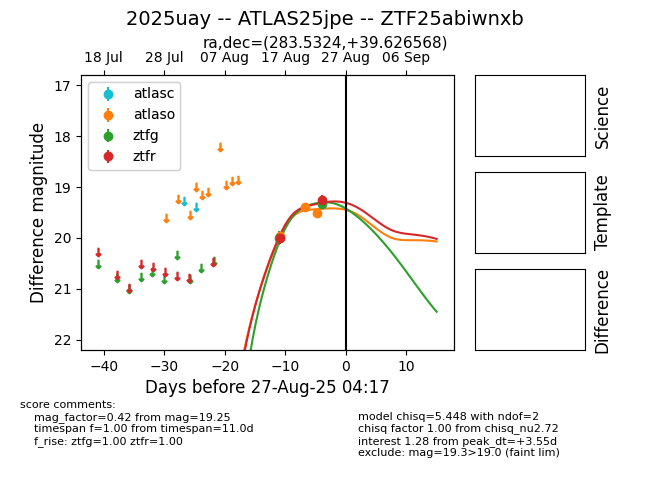 2025uay -- ATLAS25jpe -- ZTF25abiwnxb
ra,dec=(283.5324,+39.626568)
18 Jul 28 Jul 07 Aug 17 Aug 27 Aug 06 Sep
17
18
19
20
21
22
Difference magnitude
atlasc
atlaso
ztfg
ztfr
−40 −30 −20 −10 0 10
Days before 27-Aug-25 04:17
Science
Template
Difference
score comments:
mag_factor=0.42 from mag=19.25
timespan f=1.00 from timespan=11.0d
f_rise: ztfg=1.00 ztfr=1.00
model chisq=5.448 with ndof=2
chisq factor 1.00 from chisq_nu2.72
interest 1.28 from peak_dt=+3.55d
exclude: mag=19.3>19.0 (faint lim)